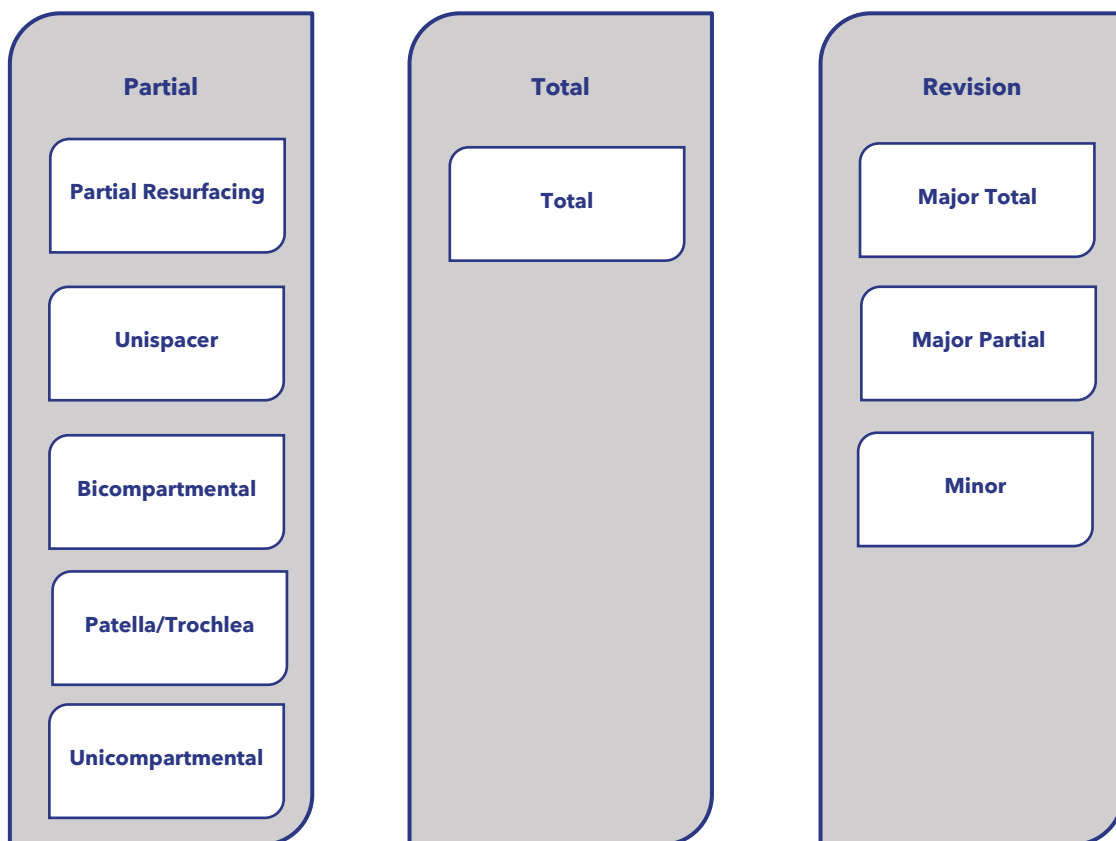 Partial
Partial Resurfacing
Unispacer
Bicompartmental
Patella/Trochlea
Unicompartmental
Total
Total
Revision
Major Total
Major Partial
Minor